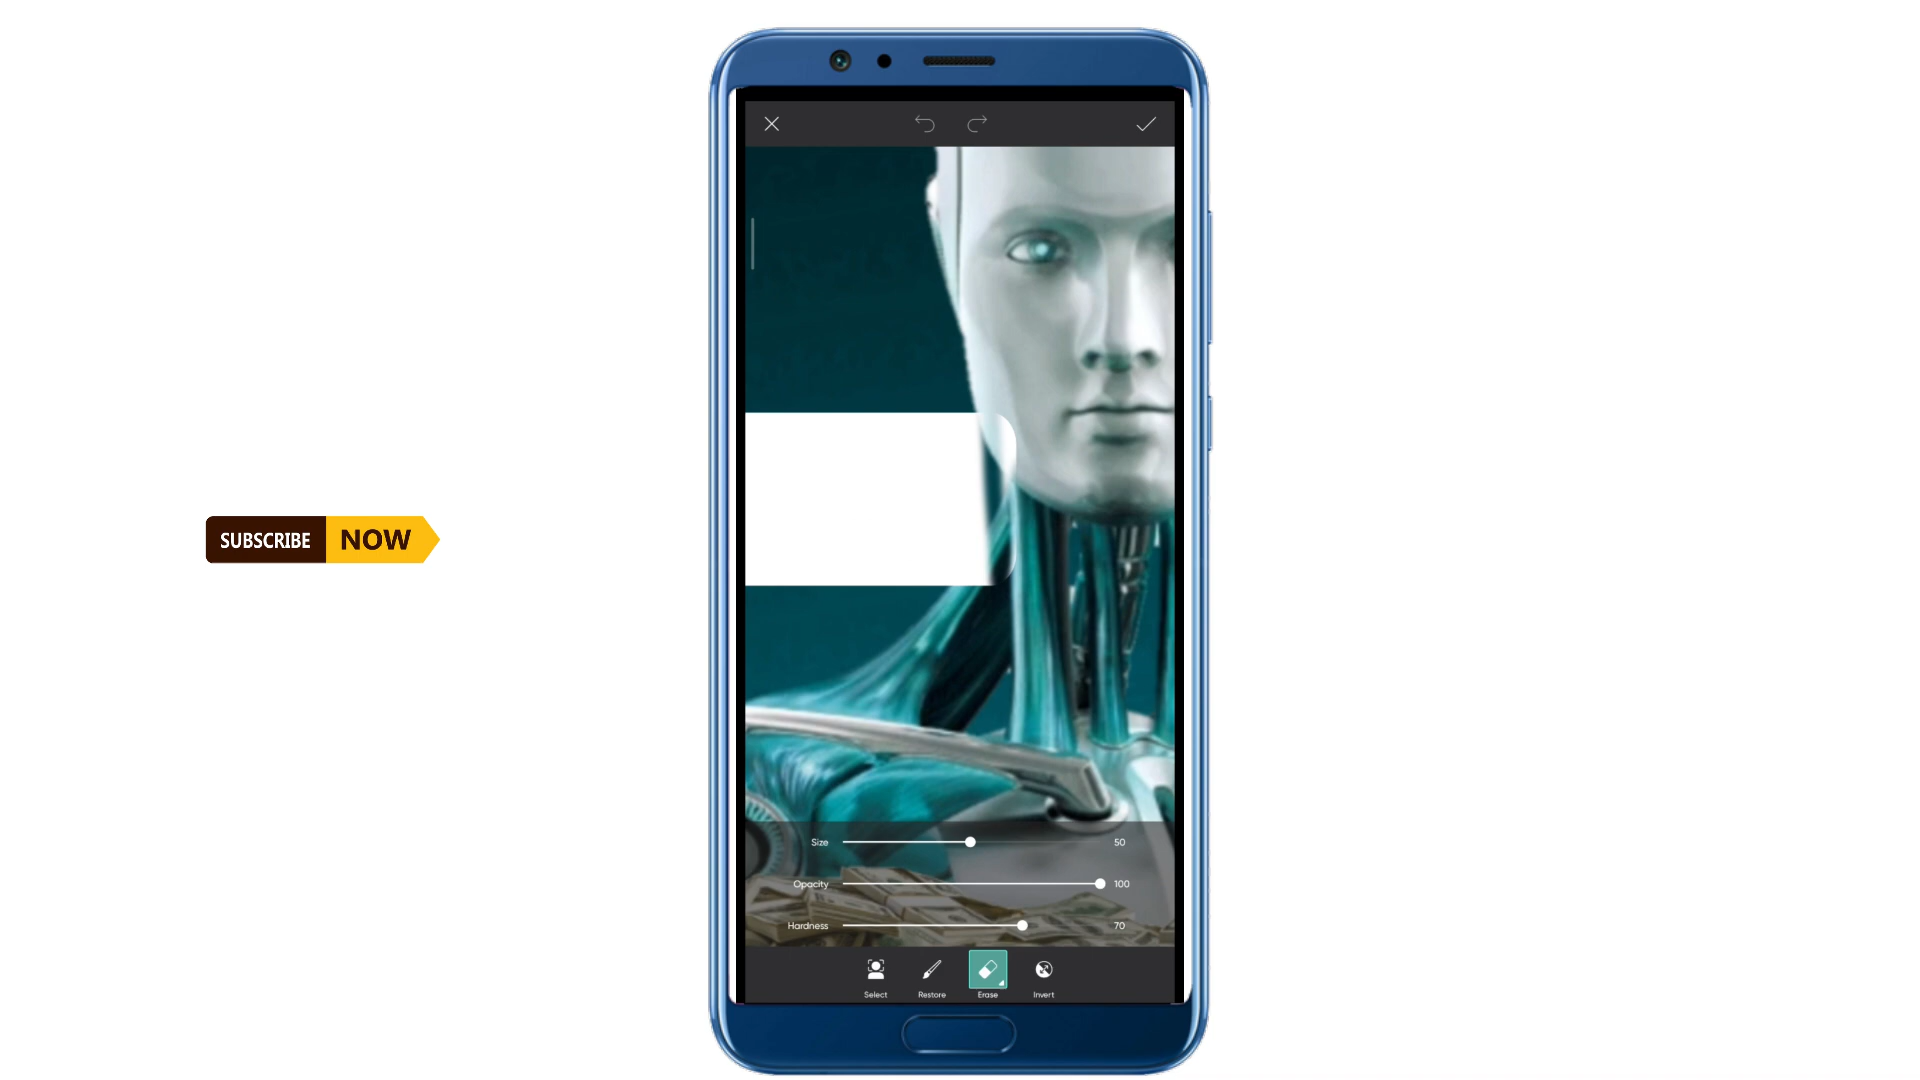 SUBSCRIBE NOW
Size 50
Opacity 100
Hardness 70
Select Restore Erase Invert